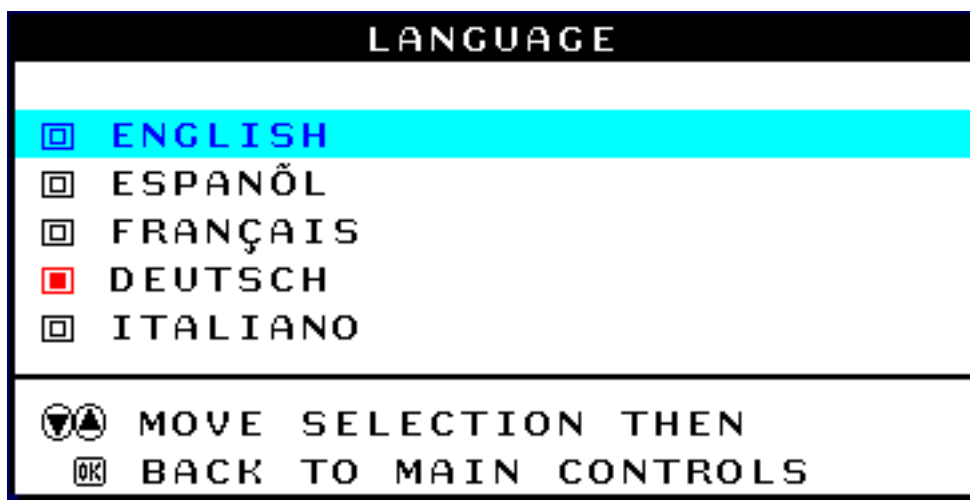 LANGUAGE
ENGLISH
ESPANÕL
FRANÇAIS
DEUTSCH
ITALIANO
MOVE SELECTION THEN
OK BACK TO MAIN CONTROLS